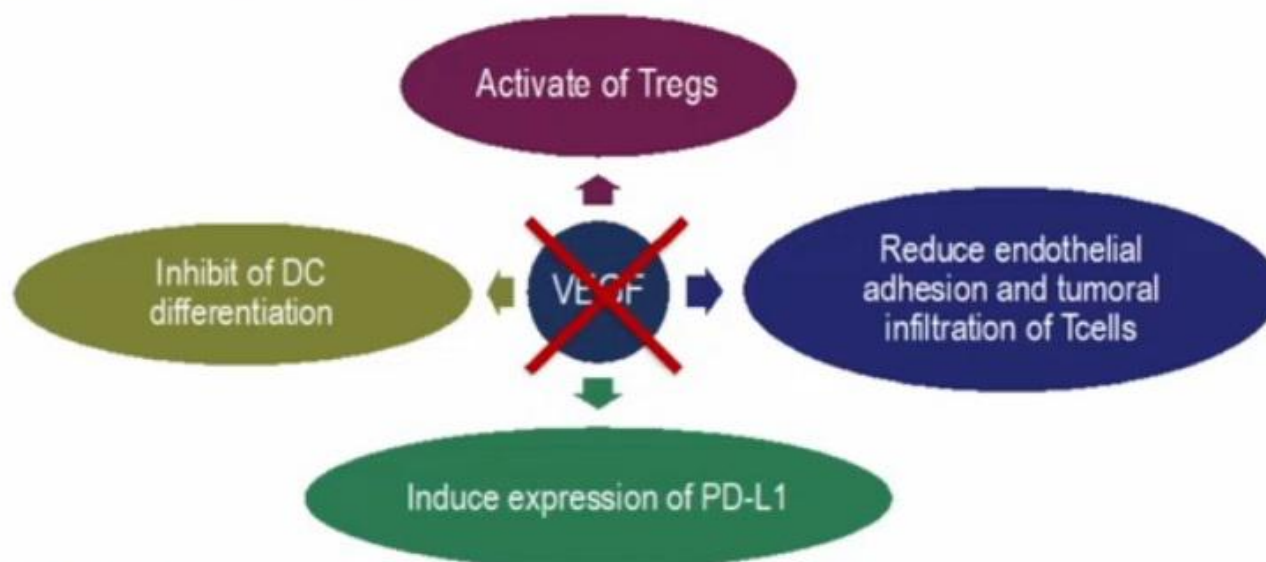 Activate of Tregs
Inhibit of DC
differentiation
VEGF
Reduce endothelial
adhesion and tumoral
infiltration of Tcells
Induce expression of PD-L1